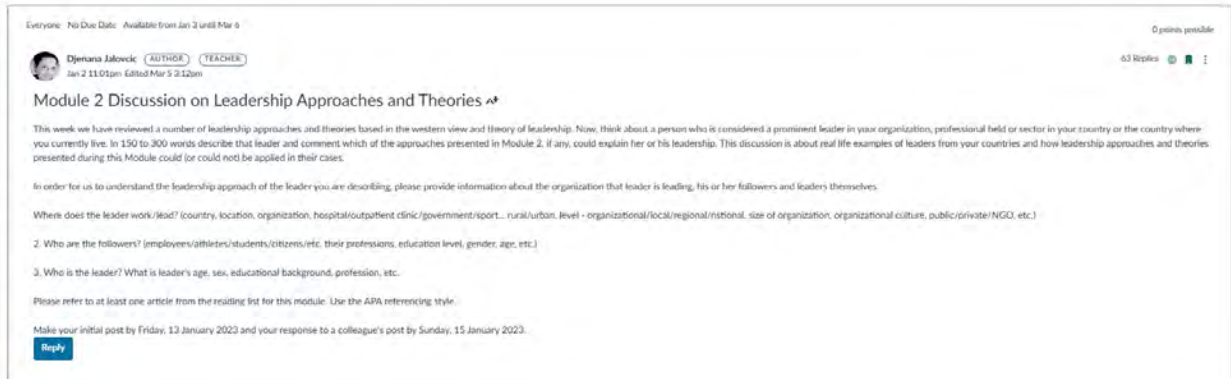 Everyone No Due Date Available from Jan 3 until Mar 6
0 points possible
Djenana Jalovcic AUTHOR TEACHER
Jan 2 11:01pm Edited Mar 5 3:12pm
63 Replies
Module 2 Discussion on Leadership Approaches and Theories
This week we have reviewed a number of leadership approaches and theories based in the western view and theory of leadership. Now, think about a person who is considered a prominent leader in your organization, professional field or sector in your country or the country where
you currently live. In 150 to 300 words describe that leader and comment which of the approaches presented in Module 2, if any, could explain her or his leadership. This discussion is about real life examples of leaders from your countries and how leadership approaches and theories
presented during this Module could (or could not) be applied in their cases.
In order for us to understand the leadership approach of the leader you are describing, please provide information about the organization that leader is leading, his or her followers and leaders themselves.
Where does the leader work/lead? (country, location, organization, hospital/outpatient clinic/government/sport... rural/urban, level - organizational/local/regional/nstional, size of organization, organizational culture, public/private/NGO, etc.)
2. Who are the followers? (employees/athletes/students/citizens/etc. their professions, education level, gender, age, etc.)
3. Who is the leader? What is leader's age, sex, educational background, profession, etc.
Please refer to at least one article from the reading list for this module. Use the APA referencing style.
Make your initial post by Friday, 13 January 2023 and your response to a colleague's post by Sunday, 15 January 2023.
Reply